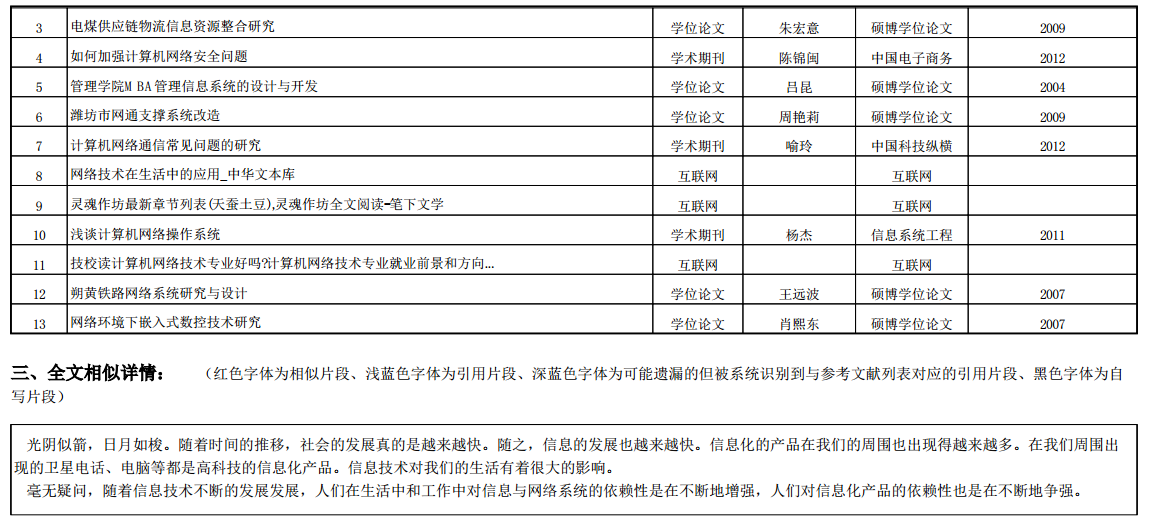 3 电煤供应链物流信息资源整合研究 学位论文 朱宏意 硕博学位论文 2009
4 如何加强计算机网络安全问题 学术期刊 陈锦闽 中国电子商务 2012
5 管理学院MBA管理信息系统的设计与开发 学位论文 吕昆 硕博学位论文 2004
6 潍坊市网通支撑系统改造 学位论文 周艳莉 硕博学位论文 2009
7 计算机网络通信常见问题的研究 学术期刊 喻玲 中国科技纵横 2012
8 网络技术在生活中的应用_中华文本库 互联网 互联网
9 灵魂作坊最新章节列表(天蚕土豆),灵魂作坊全文阅读-笔下文学 互联网 互联网
10 浅谈计算机网络操作系统 学术期刊 杨杰 信息系统工程 2011
11 技校读计算机网络技术专业好吗?计算机网络技术专业就业前景和方向... 互联网 互联网
12 朔黄铁路网络系统研究与设计 学位论文 王远波 硕博学位论文 2007
13 网络环境下嵌入式数控技术研究 学位论文 肖熙东 硕博学位论文 2007
三、全文相似详情： （红色字体为相似片段、浅蓝色字体为引用片段、深蓝色字体为可能遗漏的但被系统识别到与参考文献列表对应的引用片段、黑色字体为自
写片段）
光阴似箭，日月如梭。随着时间的推移，社会的发展真的是越来越快。随之，信息的发展也越来越快。信息化的产品在我们的周围也出现得越来越多。在我们周围出
现的卫星电话、电脑等都是高科技的信息化产品。信息技术对我们的生活有着很大的影响。
毫无疑问，随着信息技术不断的发展发展，人们在生活中和工作中对信息与网络系统的依赖性是在不断地增强，人们对信息化产品的依赖性也是在不断地争强。